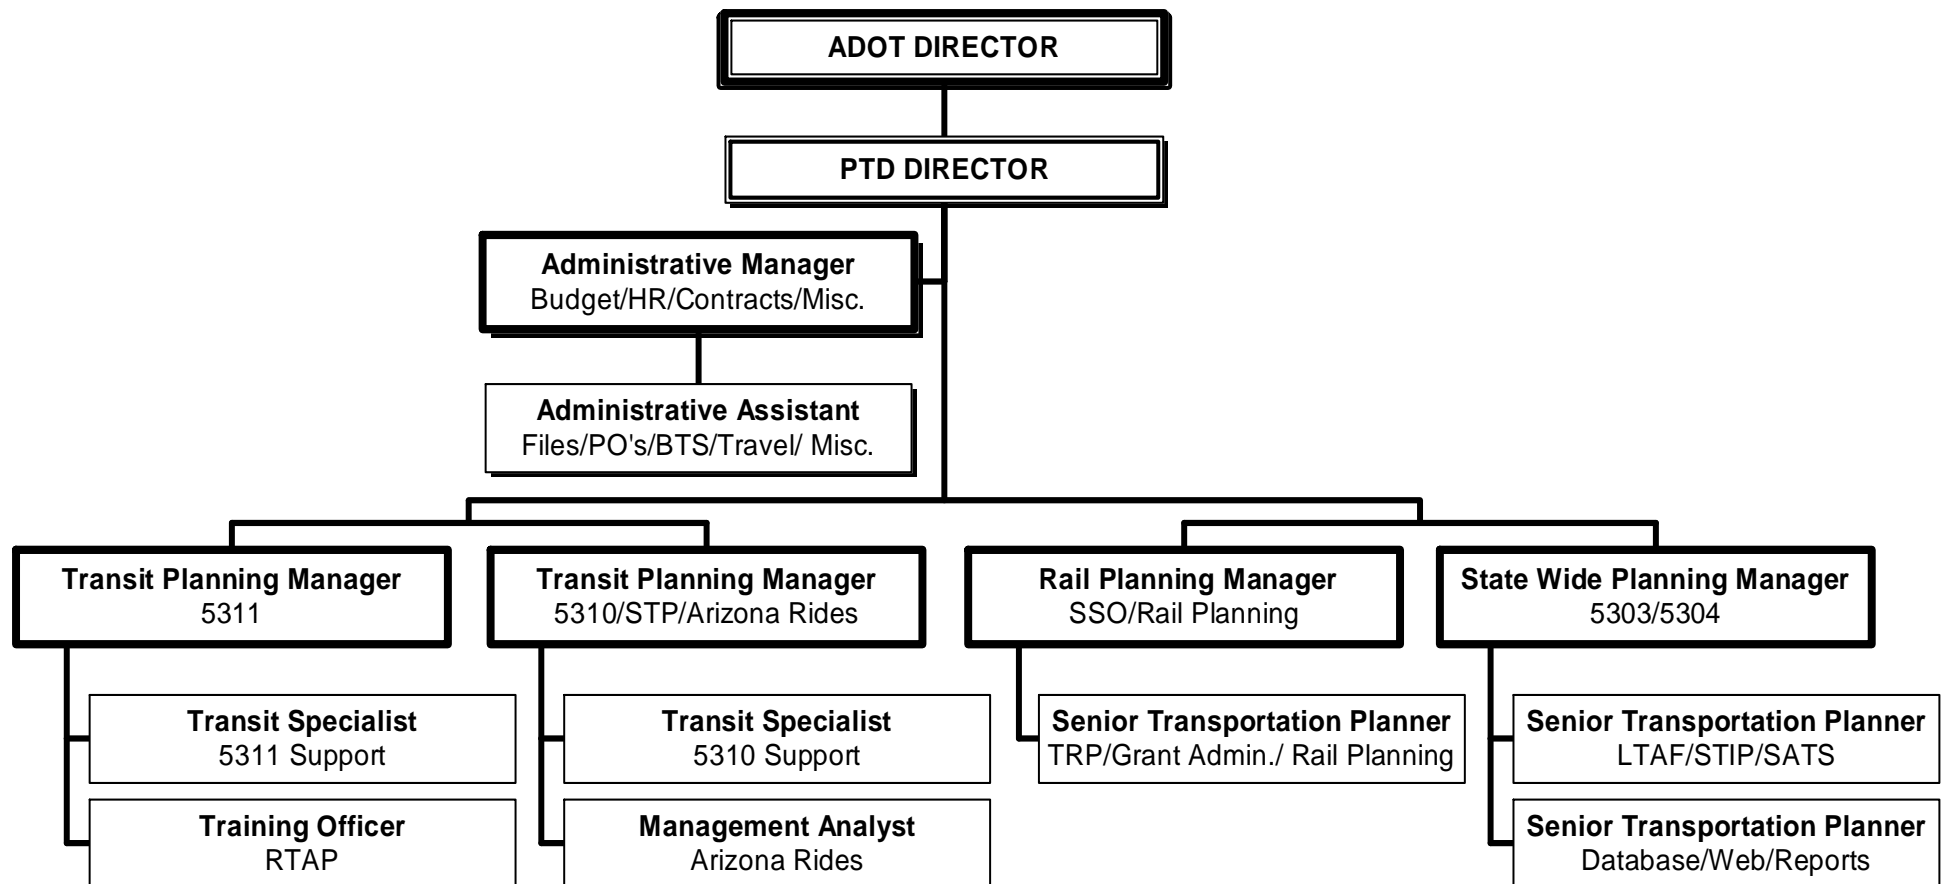 ADOT DIRECTOR
PTD DIRECTOR
Administrative Manager
Budget/HR/Contracts/Misc.
Administrative Assistant
Files/PO's/BTS/Travel/ Misc.
Transit Planning Manager
5311
Transit Planning Manager
5310/STP/Arizona Rides
Rail Planning Manager
SSO/Rail Planning
State Wide Planning Manager
5303/5304
Transit Specialist
5311 Support
Transit Specialist
5310 Support
Senior Transportation Planner
TRP/Grant Admin./ Rail Planning
Senior Transportation Planner
LTAF/STIP/SATS
Training Officer
RTAP
Management Analyst
Arizona Rides
Senior Transportation Planner
Database/Web/Reports